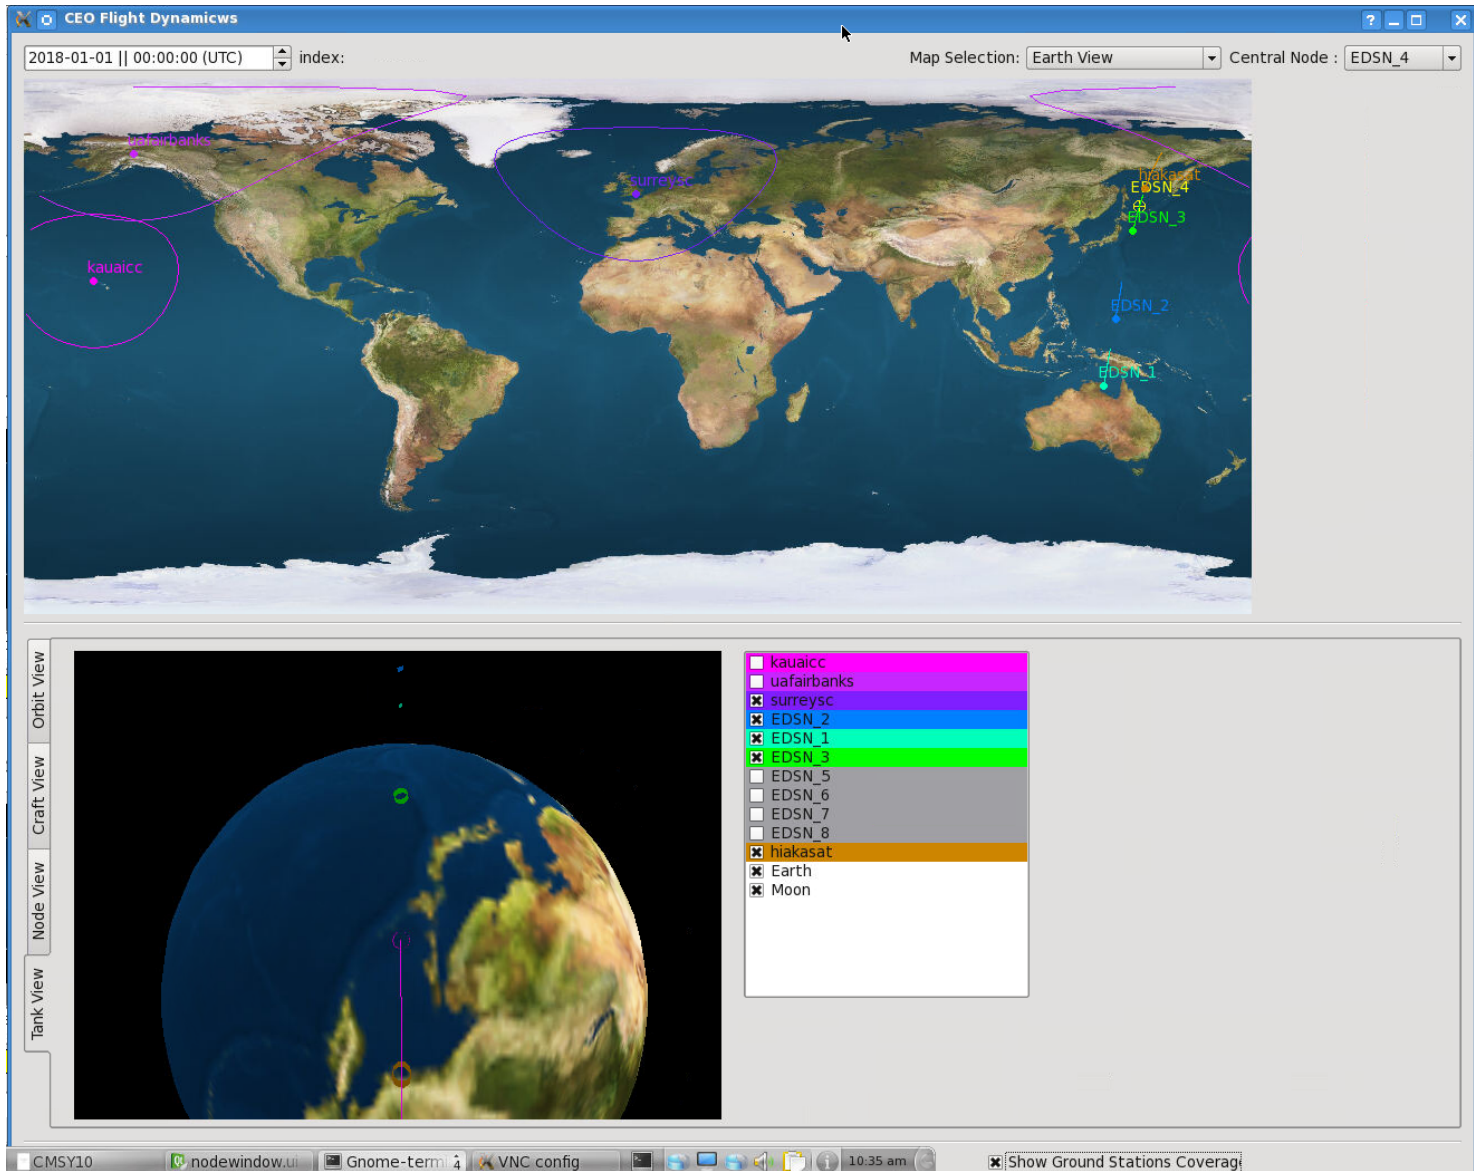 CEO Flight Dynamicws
2018-01-01 || 00:00:00 (UTC) index: Map Selection: Earth View Central Node : EDSN_4
uafairbanks
surreysc
hiakasat
EDSN_4
EDSN_3
kauaicc
EDSN_2
EDSN_1
Orbit View
Craft View
Node View
Tank View
kauaicc
uafairbanks
surreysc
EDSN_2
EDSN_1
EDSN_3
EDSN_5
EDSN_6
EDSN_7
EDSN_8
hiakasat
Earth
Moon
CMSY10 nodewindow.ui Gnome-term 4 VNC config 10:35 am Show Ground Stations Coverage